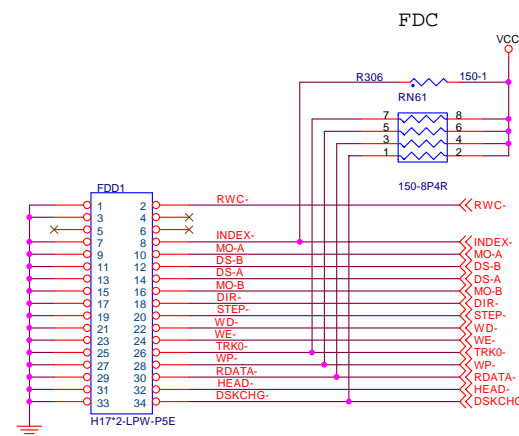 FDC
VCC
R306 150-1
RN61
7 8
5 6
3 4
1 2
150-8P4R
FDD1
1 2 RWC- RWC-
3 4
5 6
7 8 INDEX- INDEX-
9 10 MO-A MO-A
11 12 DS-B DS-B
13 14 DS-A DS-A
15 16 MO-B MO-B
17 18 DIR- DIR-
19 20 STEP- STEP-
21 22 WD- WD-
23 24 WE- WE-
25 26 TRK0- TRK0-
27 28 WP- WP-
29 30 RDATA- RDATA-
31 32 HEAD- HEAD-
33 34 DSKCHG- DSKCHG
H17*2-LPW-P5E